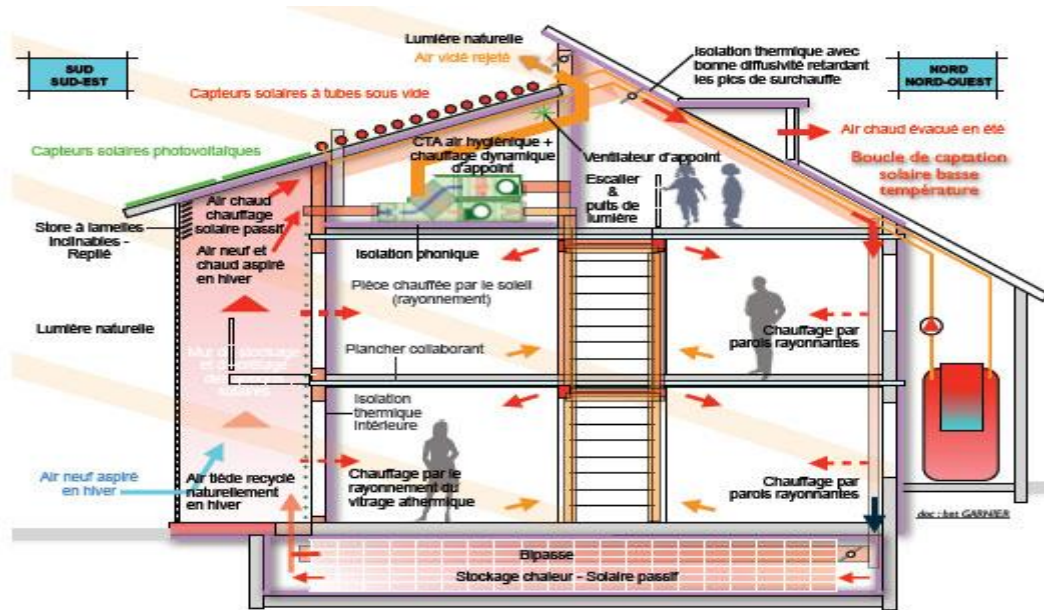 SUD
SUD-EST
Lumière naturelle
Air vicié rejeté
Isolation thermique avec
bonne diffusivité retardant
les pics de surchauffe
NORD
NORD-OUEST
Capteurs solaires à tubes sous vide
Air chaud évacué en été
Capteurs solaires photovoltaïques
CTA air hygiénique +
chauffage dynamique
d'appoint
Ventilateur d'appoint
Boucle de captation
solaire basse
température
Escalier
&
puits de
lumière
Air chaud
chauffage
solaire passif
Store à lamelles
Inclinables -
Replié
Air neuf et
chaud aspiré
en hiver
Isolation phonique
Pièce chauffée par le soleil
(rayonnement)
Lumière naturelle
Chauffage par
parois rayonnantes
Mur de stockage
et
Plancher collaborant
Isolation
thermique
Intérieure
Air neuf aspiré
en hiver
Air tiède recyclé
naturellement
en hiver
Chauffage par le
rayonnement du
vitrage athermique
Chauffage par
parois rayonnantes
doc : bet GARNIER
Bipasse
Stockage chaleur - Solaire passif